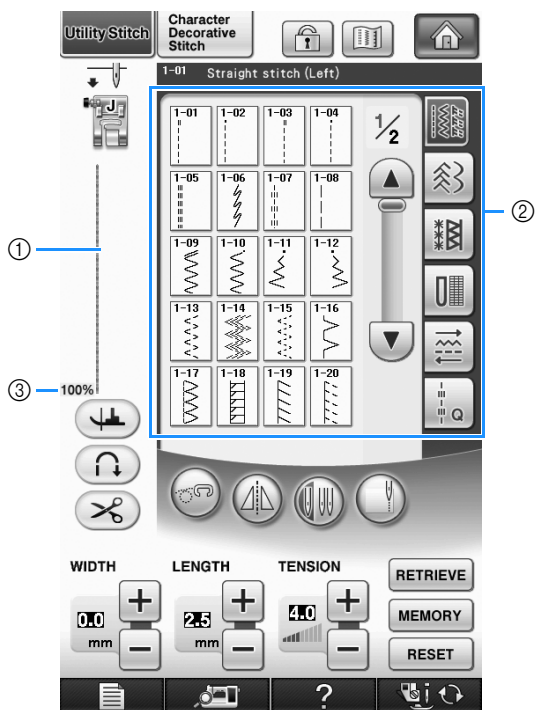 Utility Stitch
Character
Decorative
Stitch
1-01 Straight stitch (Left)
J
1-01 1-02 1-03 1-04
1/2
1-05 1-06 1-07 1-08
①
②
1-09 1-10 1-11 1-12
1-13 1-14 1-15 1-16
③ 100%
1-17 1-18 1-19 1-20
Q
WIDTH LENGTH TENSION
RETRIEVE
0.0 + 2.5 + 4.0 +
MEMORY
mm − mm − −
RESET
?